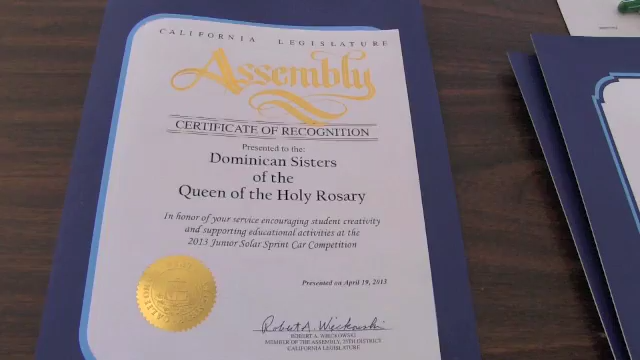 CALIFORNIA LEGISLATURE
Assembly
CERTIFICATE OF RECOGNITION
Presented to the:
Dominican Sisters
of the
Queen of the Holy Rosary
In honor of your service encouraging student creativity
and supporting educational activities at the
2013 Junior Solar Sprint Car Competition
Presented on April 19, 2013
Robert A. Wieckowski
ROBERT A. WIECKOWSKI
MEMBER OF THE ASSEMBLY, 25TH DISTRICT
CALIFORNIA LEGISLATURE